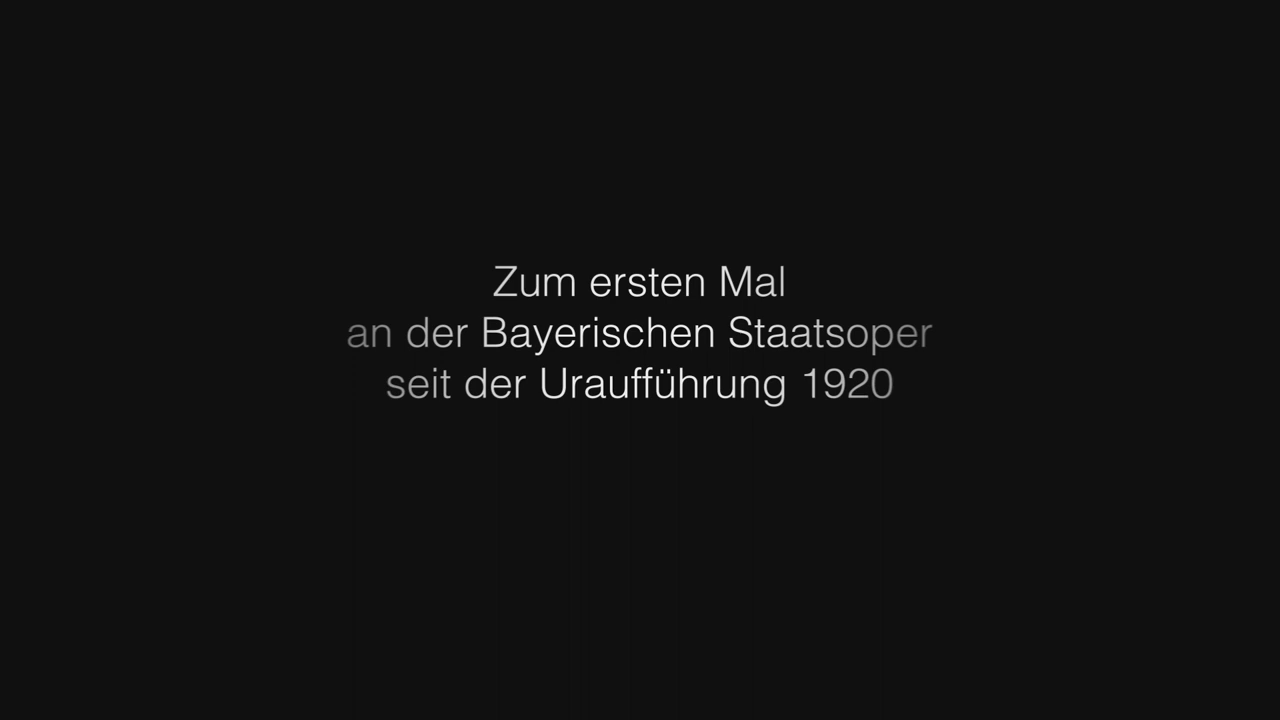 Zum ersten Mal
an der Bayerischen Staatsoper
seit der Uraufführung 1920